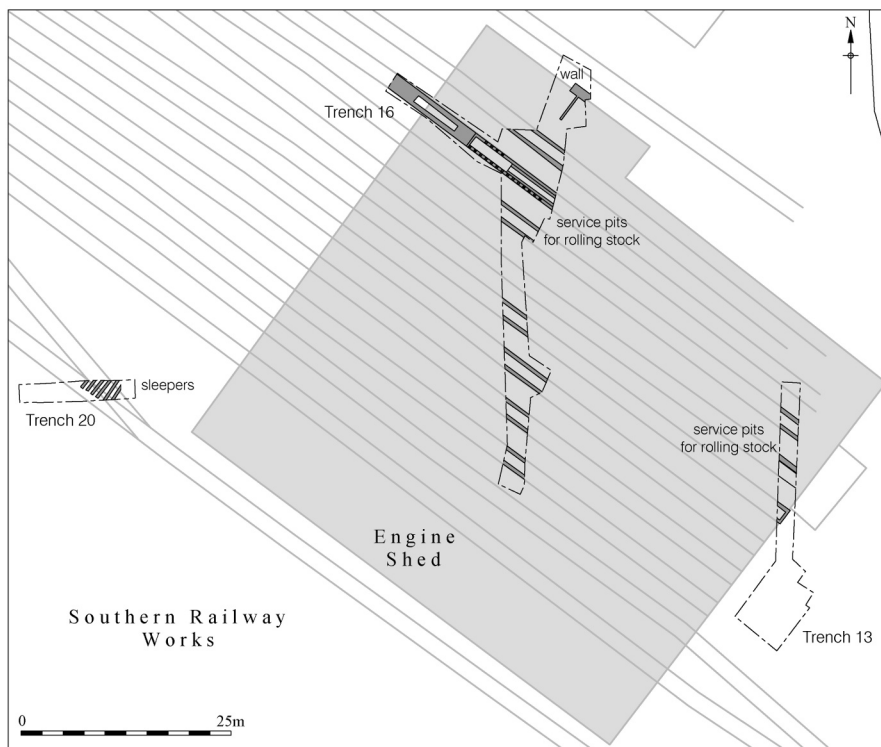 N
wall
Trench 16
service pits
for rolling stock
sleepers
Trench 20
service pits
for rolling stock
Engine
Shed
Southern Railway
Works
Trench 13
0 25m